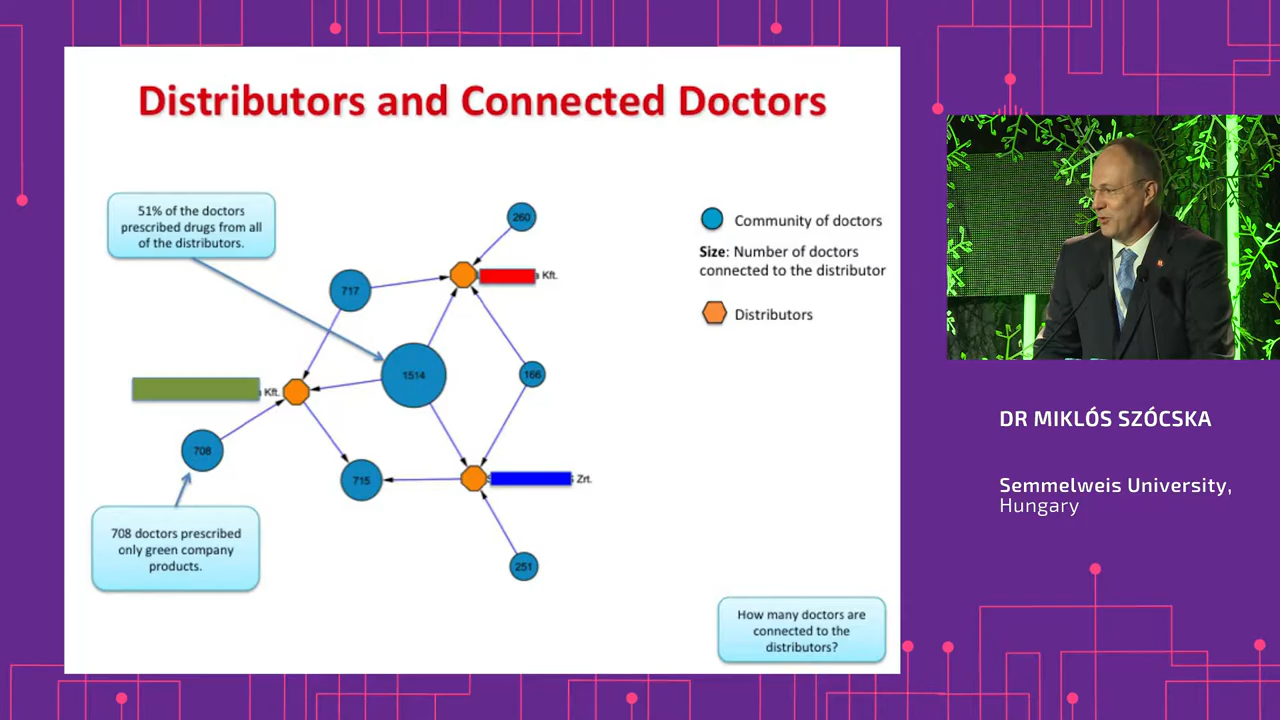 Distributors and Connected Doctors
51% of the doctors
prescribed drugs from all
of the distributors.
260
Community of doctors
Size: Number of doctors
connected to the distributor
Distributors
Kft.
717
1514
166
Kft.
708
715
Zrt.
251
708 doctors prescribed
only green company
products.
How many doctors are
connected to the
distributors?
DR MIKLÓS SZÓCSKA
Semmelweis University,
Hungary